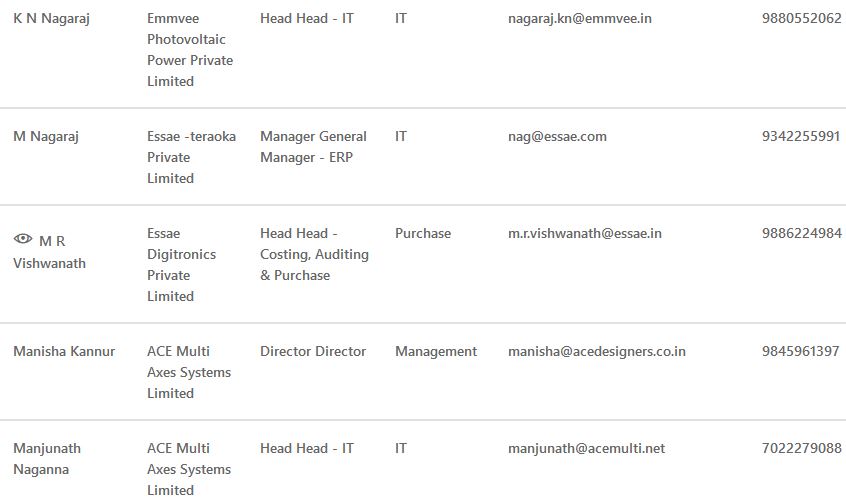 K N Nagaraj Emmvee Head Head - IT IT nagaraj.kn@emmvee.in 9880552062
Photovoltaic
Power Private
Limited
M Nagaraj Essae -teraoka Manager General IT nag@essae.com 9342255991
Private Manager - ERP
Limited
M R Essae Head Head - Purchase m.r.vishwanath@essae.in 9886224984
Vishwanath Digitronics Costing, Auditing
Private & Purchase
Limited
Manisha Kannur ACE Multi Director Director Management manisha@acedesigners.co.in 9845961397
Axes Systems
Limited
Manjunath ACE Multi Head Head - IT IT manjunath@acemulti.net 7022279088
Naganna Axes Systems
Limited